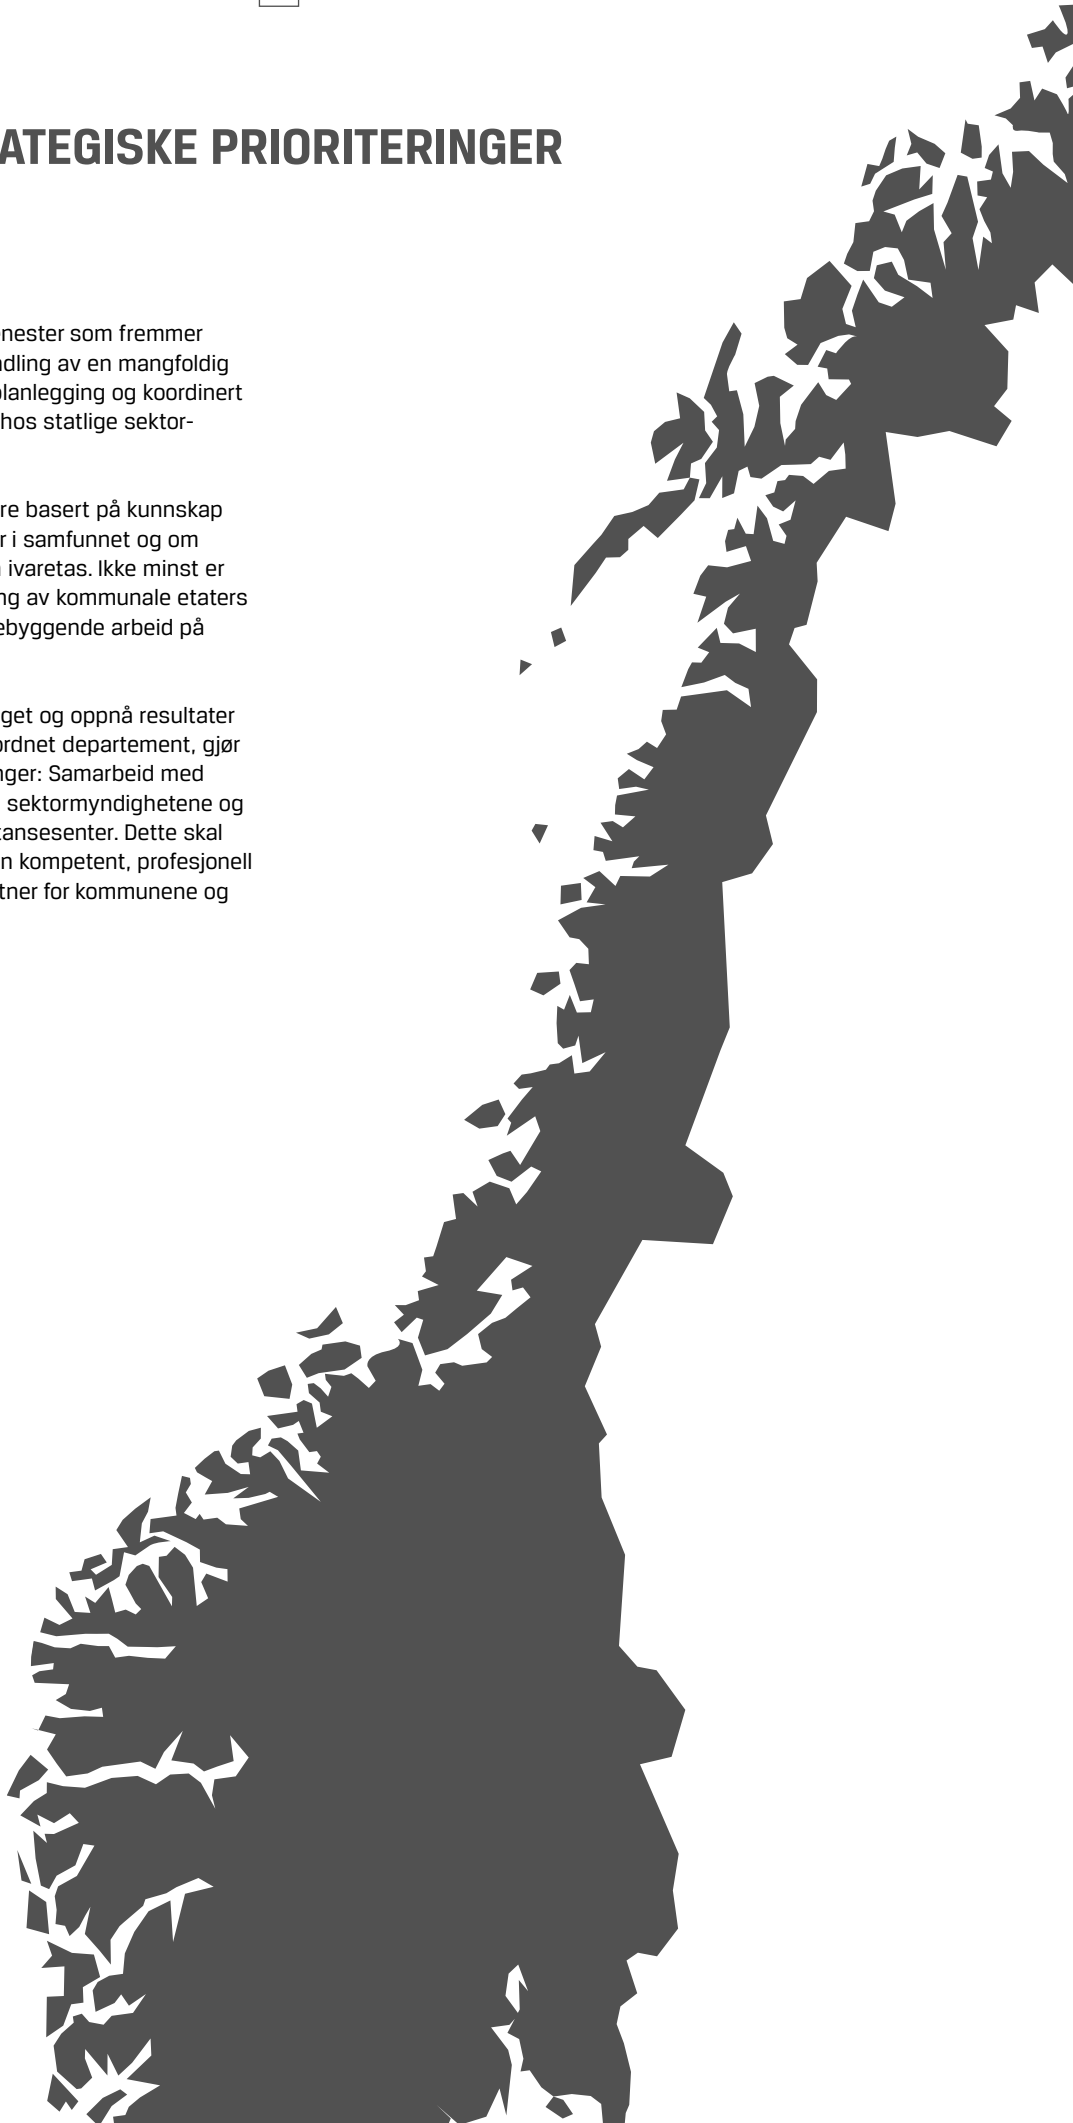 ATEGISKE PRIORITERINGER
nester som fremmer
dling av en mangfoldig
planlegging og koordinert
hos statlige sektor-
re basert på kunnskap
r i samfunnet og om
ivaretas. Ikke minst er
ng av kommunale etaters
ebyggende arbeid på
get og oppnå resultater
ordnet departement, gjør
nger: Samarbeid med
sektormyndighetene og
tansesenter. Dette skal
n kompetent, profesjonell
tner for kommunene og